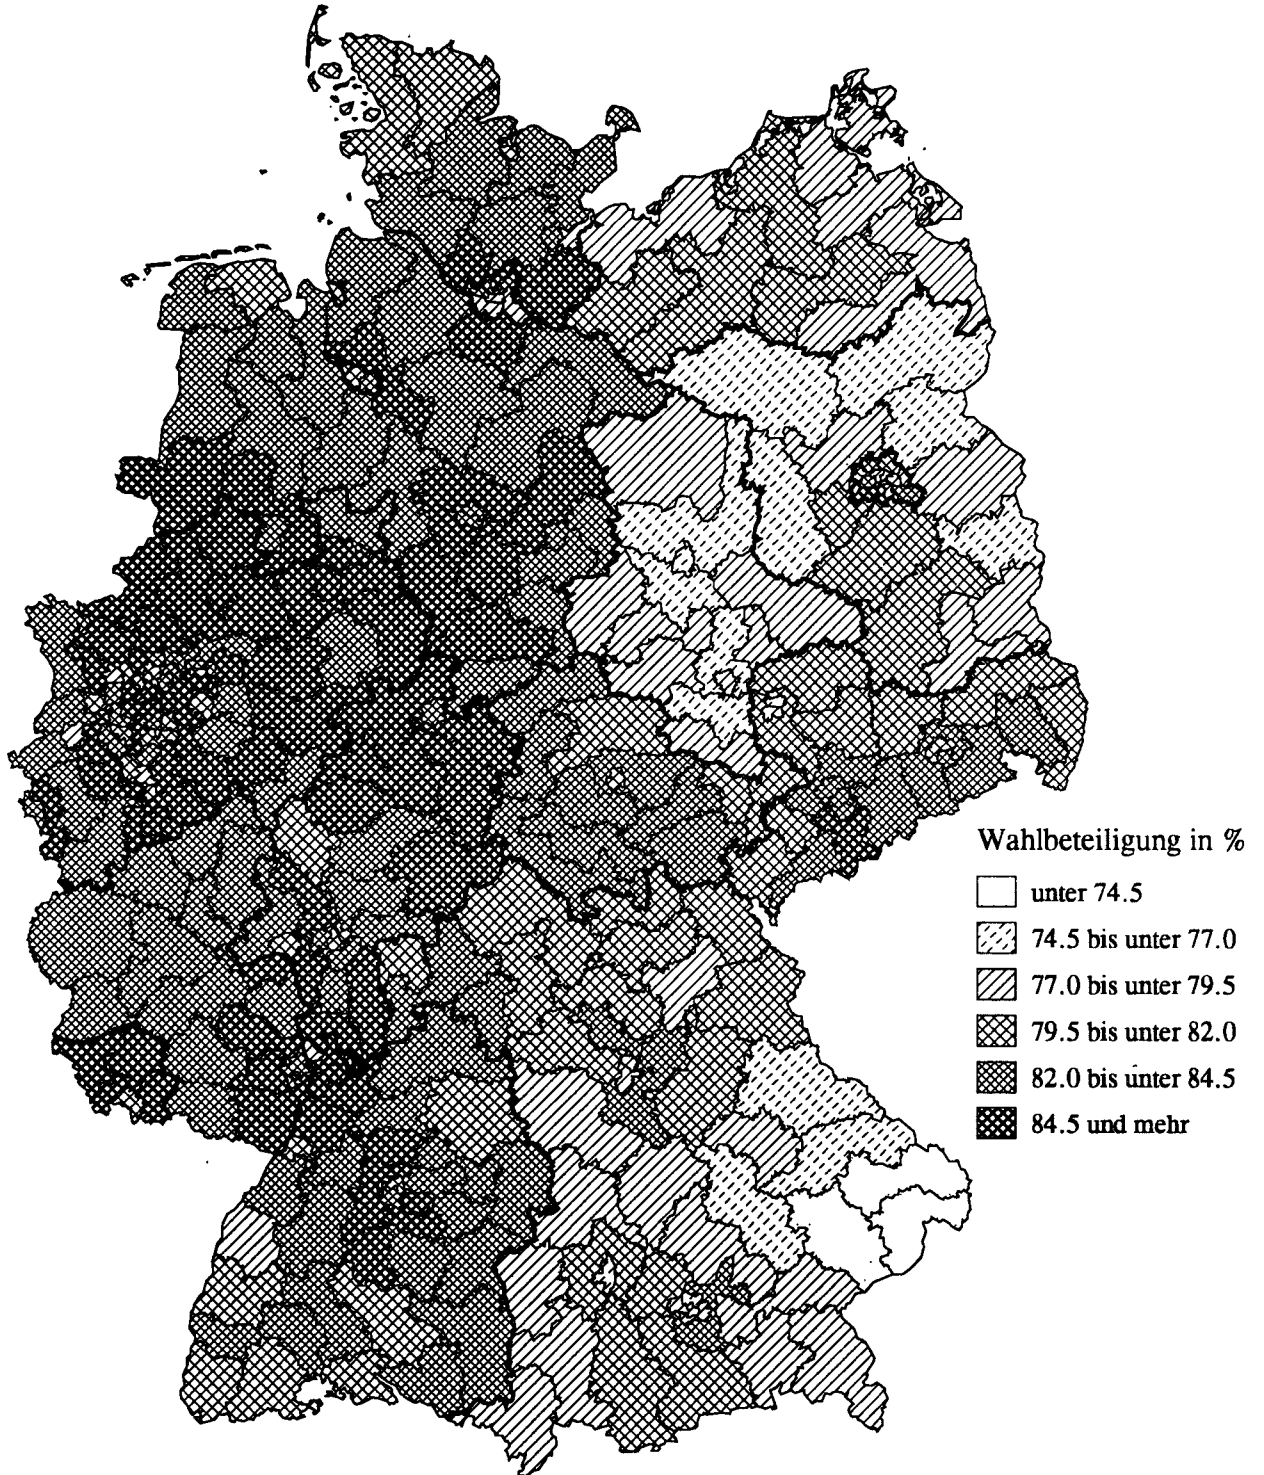 Wahlbeteiligung in %
unter 74.5
74.5 bis unter 77.0
77.0 bis unter 79.5
79.5 bis unter 82.0
82.0 bis unter 84.5
84.5 und mehr